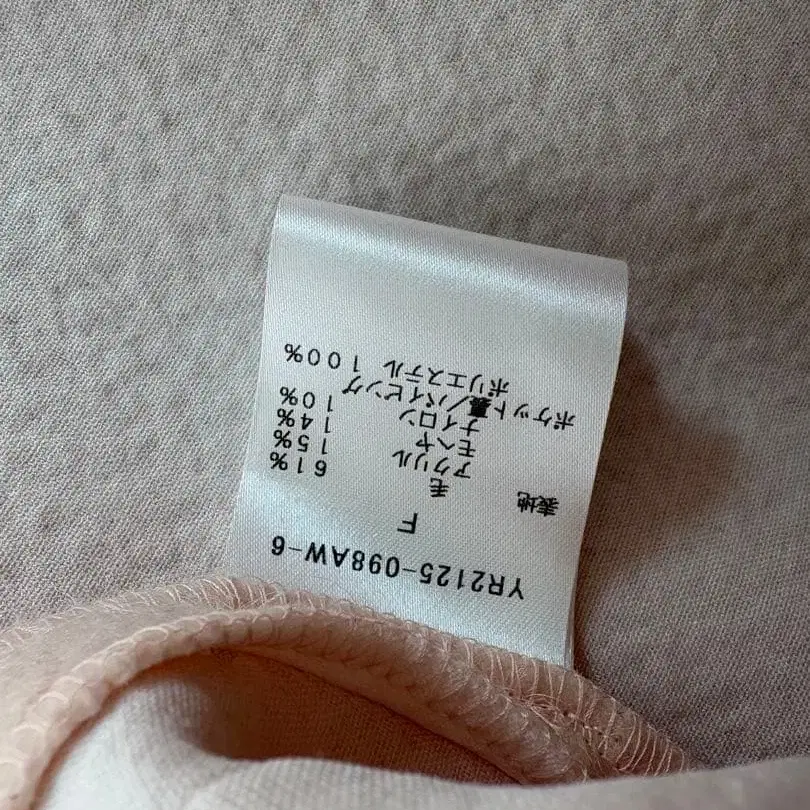 YR2125-098AW-6
F
表地
毛 61%
アクリル 15%
モヘヤ 14%
ナイロン 10%
ポケット裏/パイピング
ポリエステル 100%